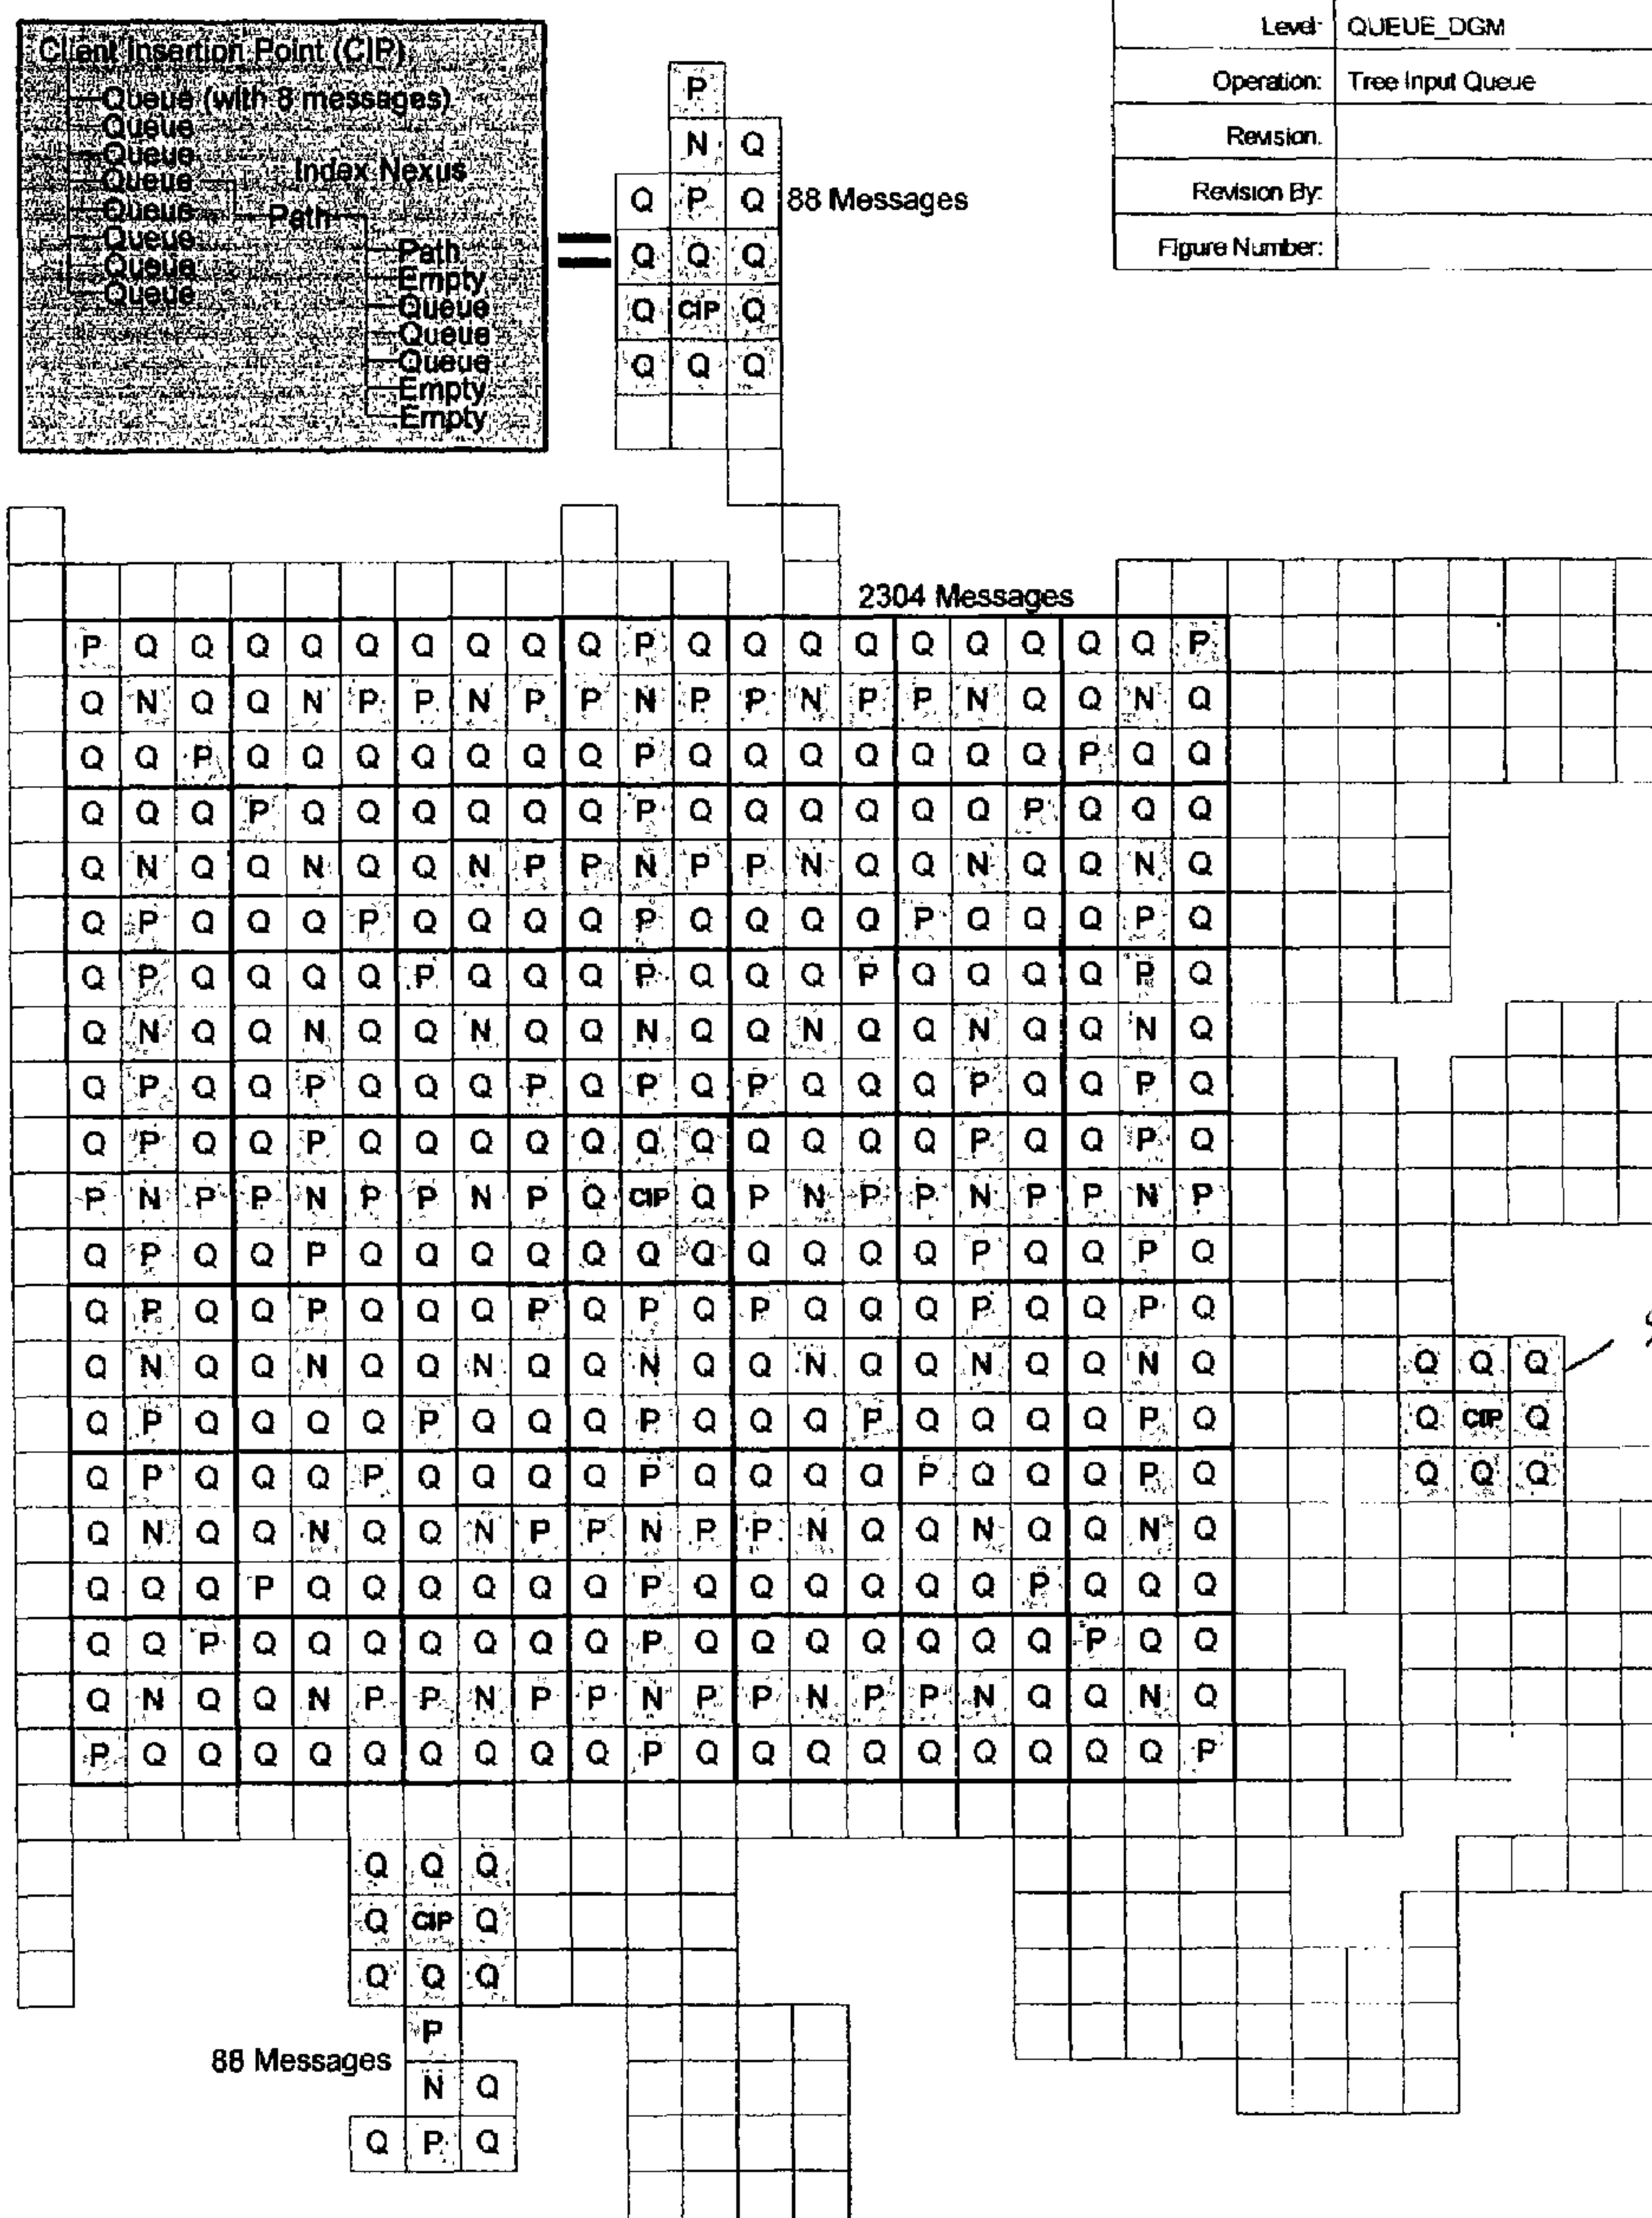 Client Insertion Point (CIP)
Queue (with 8 messages)
Queue
Queue
Queue
Index Nexus
Queue
Path
Queue
Queue
Queue
Path
Empty
Queue
Queue
Queue
Empty
Empty
P
N Q
Q P Q 88 Messages
Q Q Q
Q CIP Q
Q Q Q
Level: QUEUE_DGM
Operation: Tree Input Queue
Revision.
Revision By:
Figure Number:
2304 Messages
P Q Q Q Q Q Q Q Q Q P Q Q Q Q Q Q Q Q Q P
Q N Q Q N P P N P P N P P N P P N Q Q N Q
Q Q P Q Q Q Q Q Q Q P Q Q Q Q Q Q Q P Q Q
Q Q Q P Q Q Q Q Q Q P Q Q Q Q Q Q P Q Q Q
Q N Q Q N Q Q N P P N P P N Q Q N Q Q N Q
Q P Q Q Q P Q Q Q Q P Q Q Q Q P Q Q Q P Q
Q P Q Q Q Q P Q Q Q P Q Q Q P Q Q Q Q P Q
Q N Q Q N Q Q N Q Q N Q Q N Q Q N Q Q N Q
Q P Q Q P Q Q Q P Q P Q P Q Q Q P Q Q P Q
Q P Q Q P Q Q Q Q Q Q Q Q Q Q Q P Q Q P Q
P N P P N P P N P Q CIP Q P N P P N P P N P
Q P Q Q P Q Q Q Q Q Q Q Q Q Q Q P Q Q P Q
Q P Q Q P Q Q Q P Q P Q P Q Q Q P Q Q P Q
Q N Q Q N Q Q N Q Q N Q Q N Q Q N Q Q N Q
Q P Q Q Q Q P Q Q Q P Q Q Q P Q Q Q Q P Q
Q P Q Q Q P Q Q Q Q P Q Q Q Q P Q Q Q P Q
Q N Q Q N Q Q N P P N P P N Q Q N Q Q N Q
Q Q Q P Q Q Q Q Q Q P Q Q Q Q Q Q P Q Q Q
Q Q P Q Q Q Q Q Q Q P Q Q Q Q Q Q Q P Q Q
Q N Q Q N P P N P P N P P N P P N Q Q N Q
P Q Q Q Q Q Q Q Q Q P Q Q Q Q Q Q Q Q Q P
Q Q Q
Q CIP Q
Q Q Q
Q Q Q
Q CIP Q
Q Q Q
P
88 Messages
N Q
Q P Q